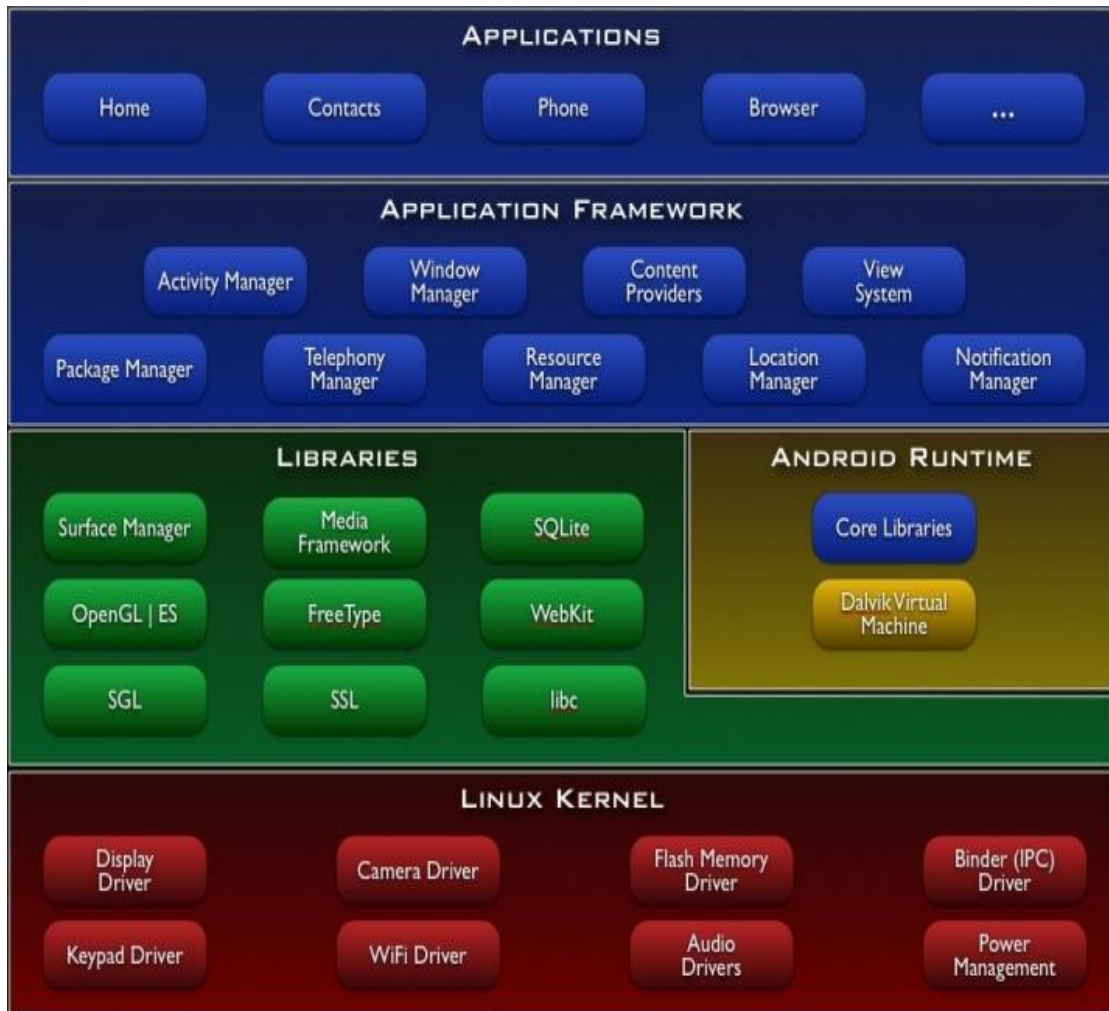 APPLICATIONS
Home
Contacts
Phone
Browser
...
APPLICATION FRAMEWORK
Activity Manager
Window
Manager
Content
Providers
View
System
Package Manager
Telephony
Manager
Resource
Manager
Location
Manager
Notification
Manager
LIBRARIES
Surface Manager
Media
Framework
SQLite
OpenGL | ES
FreeType
WebKit
SGL
SSL
libc
ANDROID RUNTIME
Core Libraries
Dalvik Virtual
Machine
LINUX KERNEL
Display
Driver
Camera Driver
Flash Memory
Driver
Binder (IPC)
Driver
Keypad Driver
WiFi Driver
Audio
Drivers
Power
Management